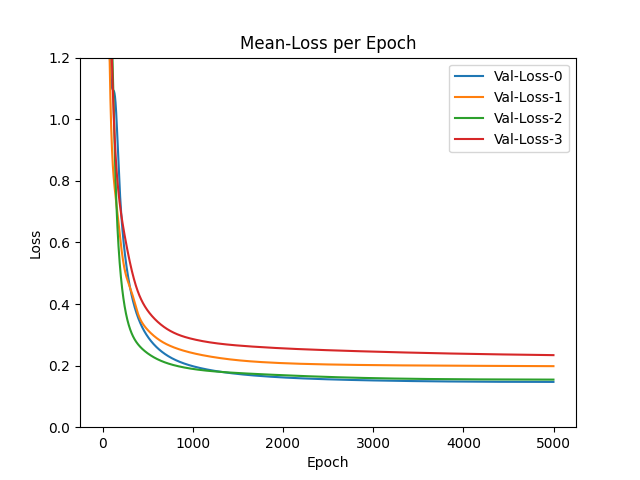 Mean-Loss per Epoch
1.2
1.0
0.8
0.6
0.4
0.2
0.0
Loss
Val-Loss-0
Val-Loss-1
Val-Loss-2
Val-Loss-3
0 1000 2000 3000 4000 5000
Epoch